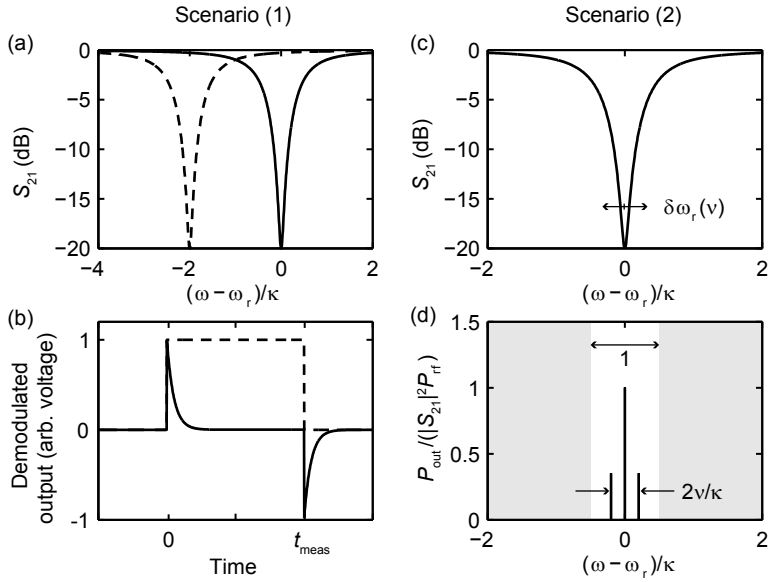 Scenario (1)
(a)
0
−5
−10
−15
−20
S21 (dB)
−4
−2
0
2
(ω−ωr)/κ
(b)
1
0
-1
Demodulated
output (arb. voltage)
0
tmeas
Time
Scenario (2)
(c)
0
−5
−10
−15
−20
S21 (dB)
δωr(ν)
−2
0
2
(ω−ωr)/κ
(d)
1.5
1
0.5
0
Pout/(|S21|²Prf)
1
2ν/κ
−2
0
2
(ω−ωr)/κ